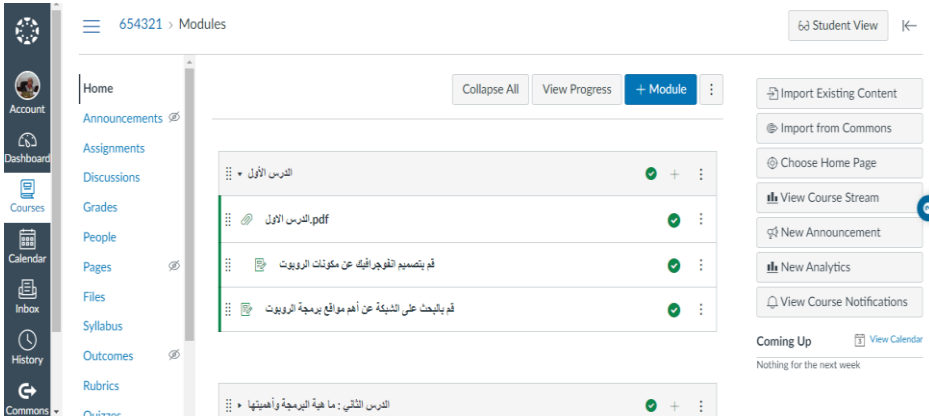 654321 › Modules
Student View
Account
Dashboard
Courses
Calendar
Inbox
History
Commons
Home
Announcements
Assignments
Discussions
Grades
People
Pages
Files
Syllabus
Outcomes
Rubrics
Quizzes
Collapse All
View Progress
+ Module
الدرس الأول
الدرس الاول.pdf
قم بتصميم انفوجرافيك عن مكونات الروبوت
قم بالبحث على الشبكة عن أهم مواقع برمجة الروبوت
الدرس الثاني : ما هية البرمجة وأهميتها
Import Existing Content
Import from Commons
Choose Home Page
View Course Stream
New Announcement
New Analytics
View Course Notifications
Coming Up
View Calendar
Nothing for the next week